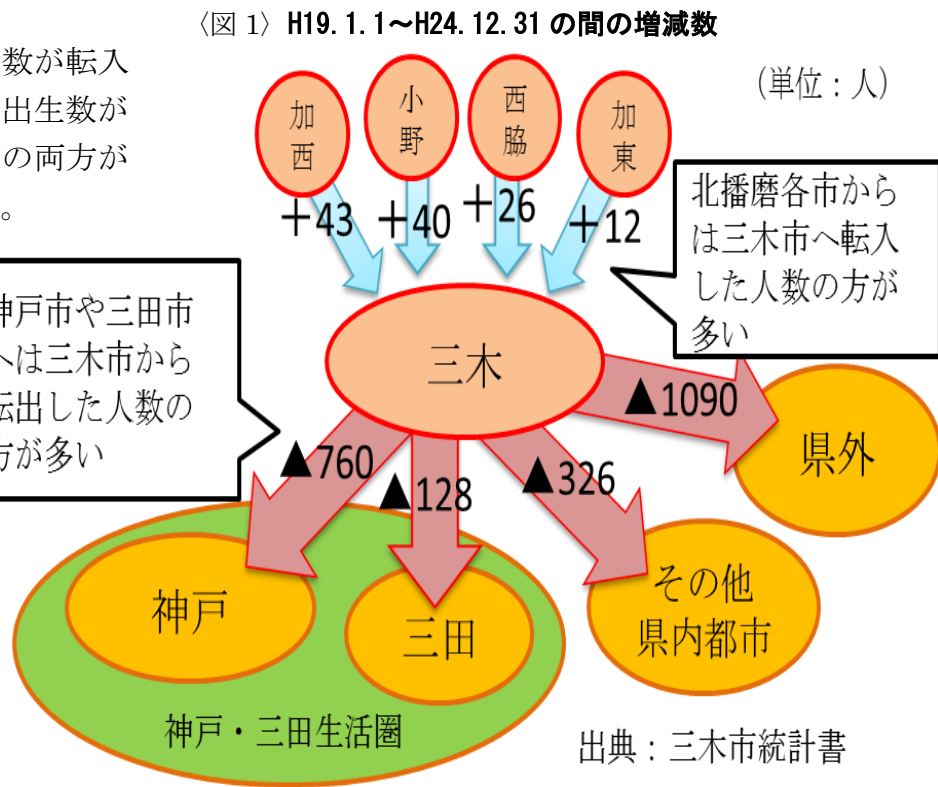 〈図 1〉H19.1.1～H24.12.31 の間の増減数
数が転入
出生数が
の両方が
。
(単位：人)
加西
小野
西脇
加東
＋43
＋40
＋26
＋12
北播磨各市から
は三木市へ転入
した人数の方が
多い
神戸市や三田市
へは三木市から
転出した人数の
方が多い
三木
▲1090
▲760
▲128
▲326
県外
神戸
三田
その他
県内都市
神戸・三田生活圏
出典：三木市統計書